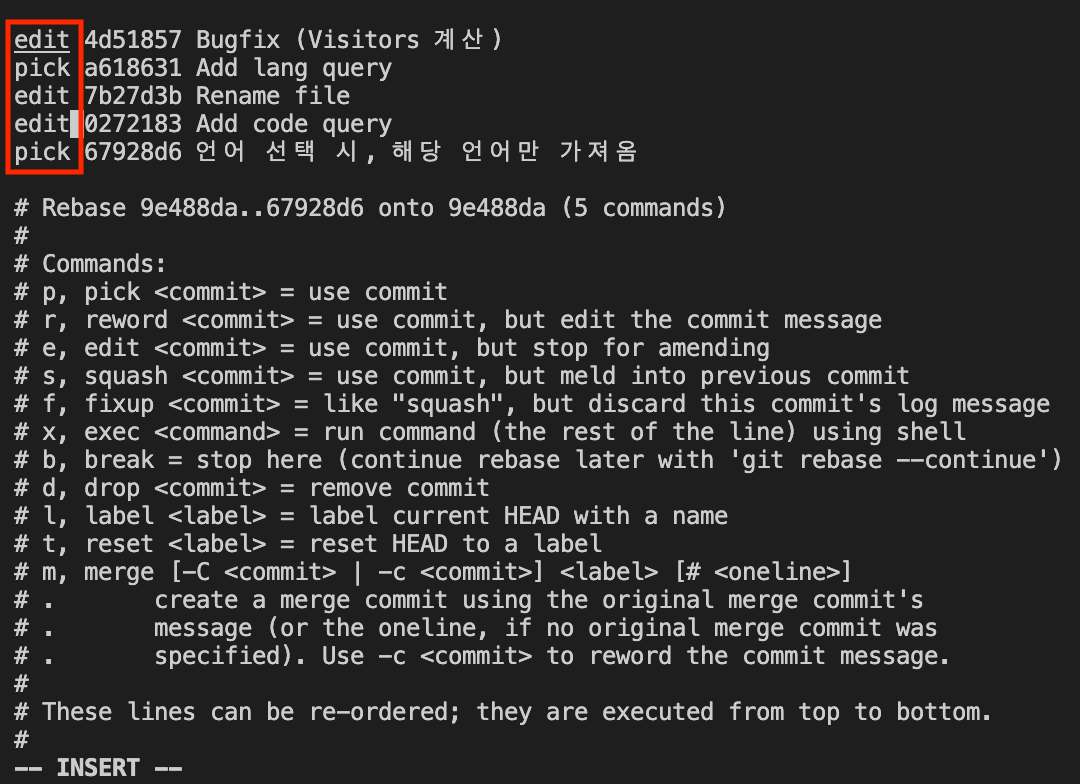 edit 4d51857 Bugfix (Visitors 계산)
pick a618631 Add lang query
edit 7b27d3b Rename file
edit 0272183 Add code query
pick 67928d6 언어 선택 시, 해당 언어만 가져옴
# Rebase 9e488da..67928d6 onto 9e488da (5 commands)
#
# Commands:
# p, pick <commit> = use commit
# r, reword <commit> = use commit, but edit the commit message
# e, edit <commit> = use commit, but stop for amending
# s, squash <commit> = use commit, but meld into previous commit
# f, fixup <commit> = like "squash", but discard this commit's log message
# x, exec <command> = run command (the rest of the line) using shell
# b, break = stop here (continue rebase later with 'git rebase --continue')
# d, drop <commit> = remove commit
# l, label <label> = label current HEAD with a name
# t, reset <label> = reset HEAD to a label
# m, merge [-C <commit> | -c <commit>] <label> [# <oneline>]
# .       create a merge commit using the original merge commit's
# .       message (or the oneline, if no original merge commit was
# .       specified). Use -c <commit> to reword the commit message.
#
# These lines can be re-ordered; they are executed from top to bottom.
#
-- INSERT --